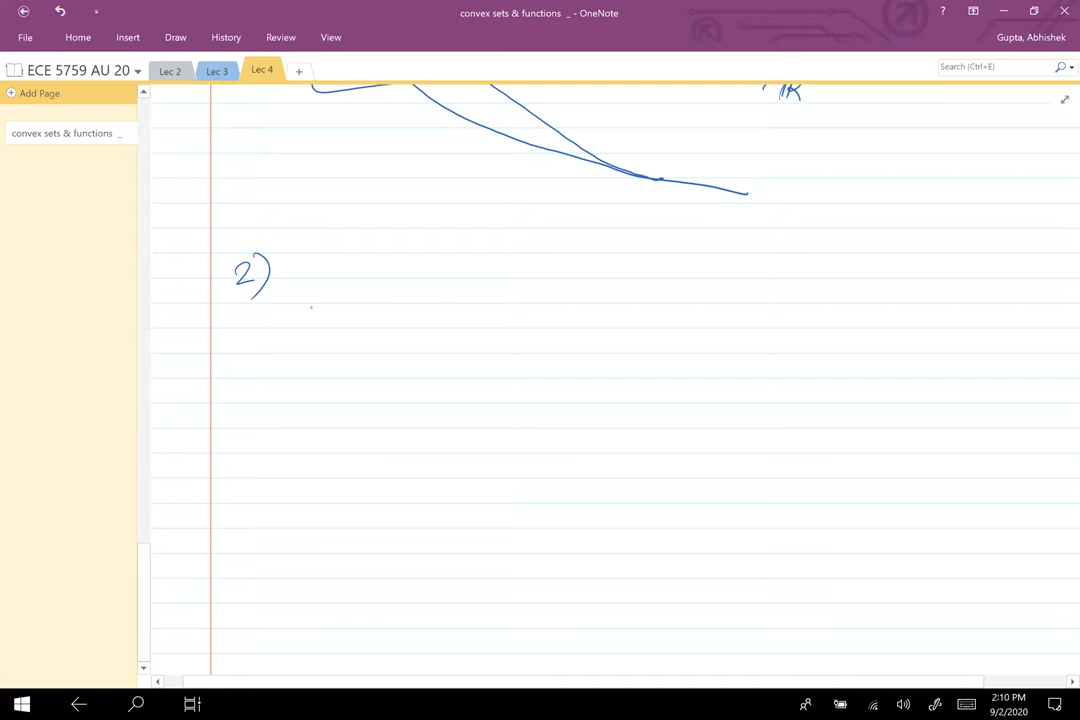 convex sets & functions _ - OneNote
?
File Home Insert Draw History Review View
Gupta, Abhishek
ECE 5759 AU 20
Lec 2 Lec 3 Lec 4
Search (Ctrl+E)
Add Page
convex sets & functions _
2)
2:10 PM
9/2/2020